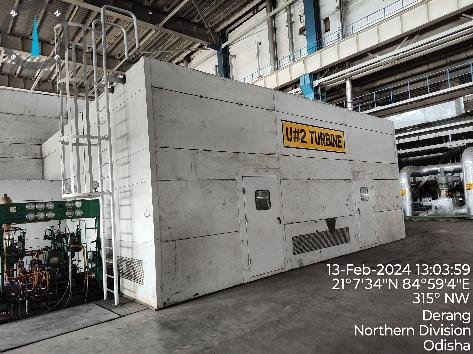 U#2 TURBINE
13-Feb-2024 13:03:59
21°7'34"N 84°59'4"E
315° NW
Derang
Northern Division
Odisha